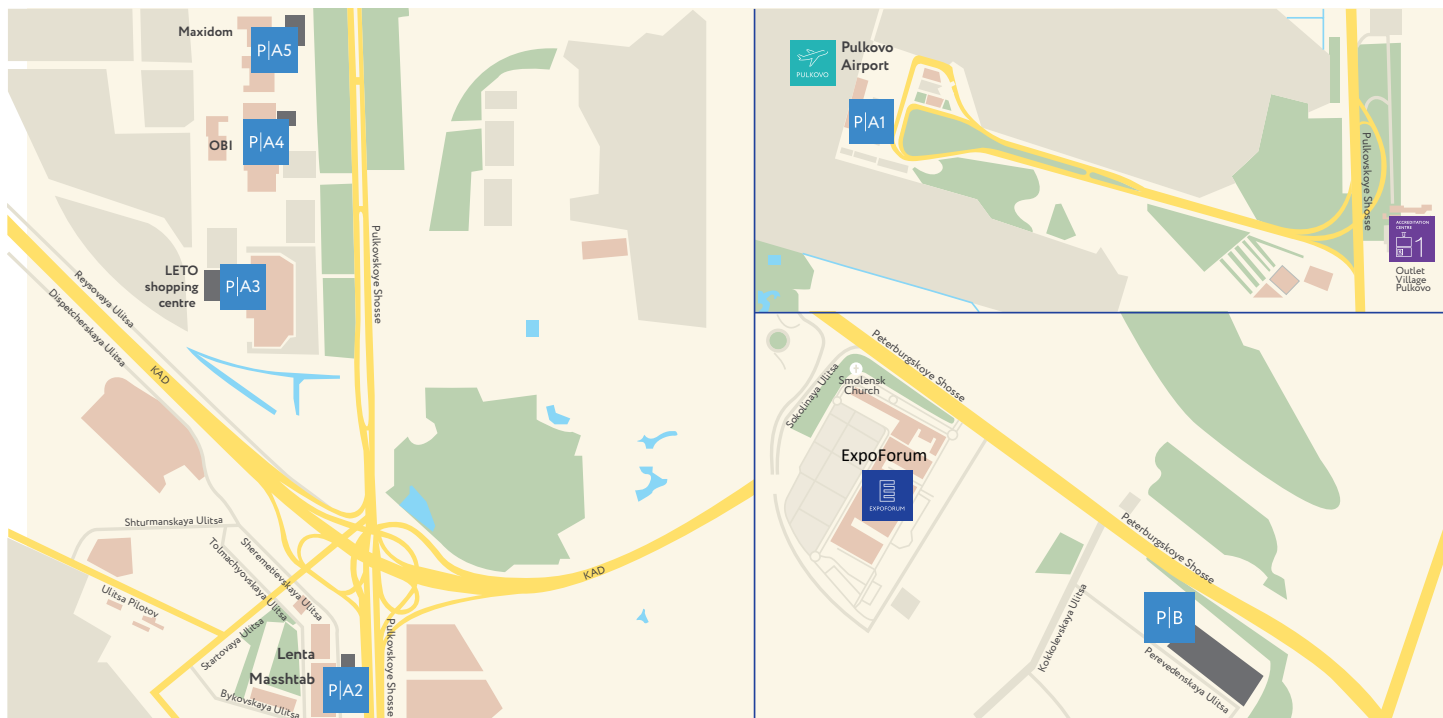 Maxidom
P|A5
OBI
P|A4
LETO
shopping
centre
P|A3
Pulkovskoye Shosse
Reysovaya Ulitsa
Dispetcherskaya Ulitsa
KAD
Shturmanskaya Ulitsa
Tolmachyovskaya Ulitsa
Sheremetievskaya Ulitsa
Ulitsa Pilotov
Startovaya Ulitsa
KAD
Lenta
Masshtab
P|A2
Bykovskaya Ulitsa
Pulkovskoye Shosse
PULKOVO
Pulkovo
Airport
P|A1
Pulkovskoye Shosse
ACCREDITATION
CENTRE
1
Outlet
Village
Pulkovo
Peterburgskoye Shosse
Sokolinaya Ulitsa
Smolensk
Church
ExpoForum
EXPOFORUM
Peterburgskoye Shosse
Kokkolevskaya Ulitsa
P|B
Perevedenskaya Ulitsa